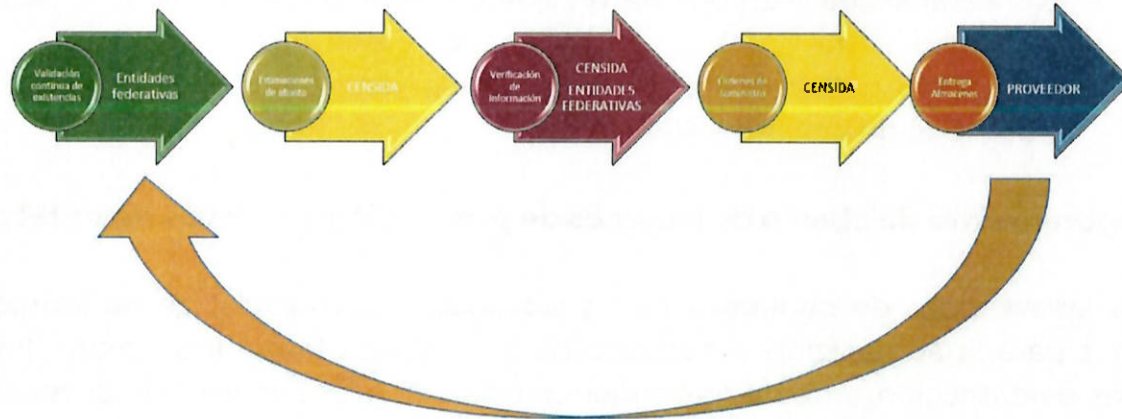 Validación
continua de
existencias
Entidades
federativas
Estimaciones
de abasto
CENSIDA
Verificación
de
información
CENSIDA
ENTIDADES
FEDERATIVAS
Órdenes de
suministro
CENSIDA
Entrega
Almacenes
PROVEEDOR